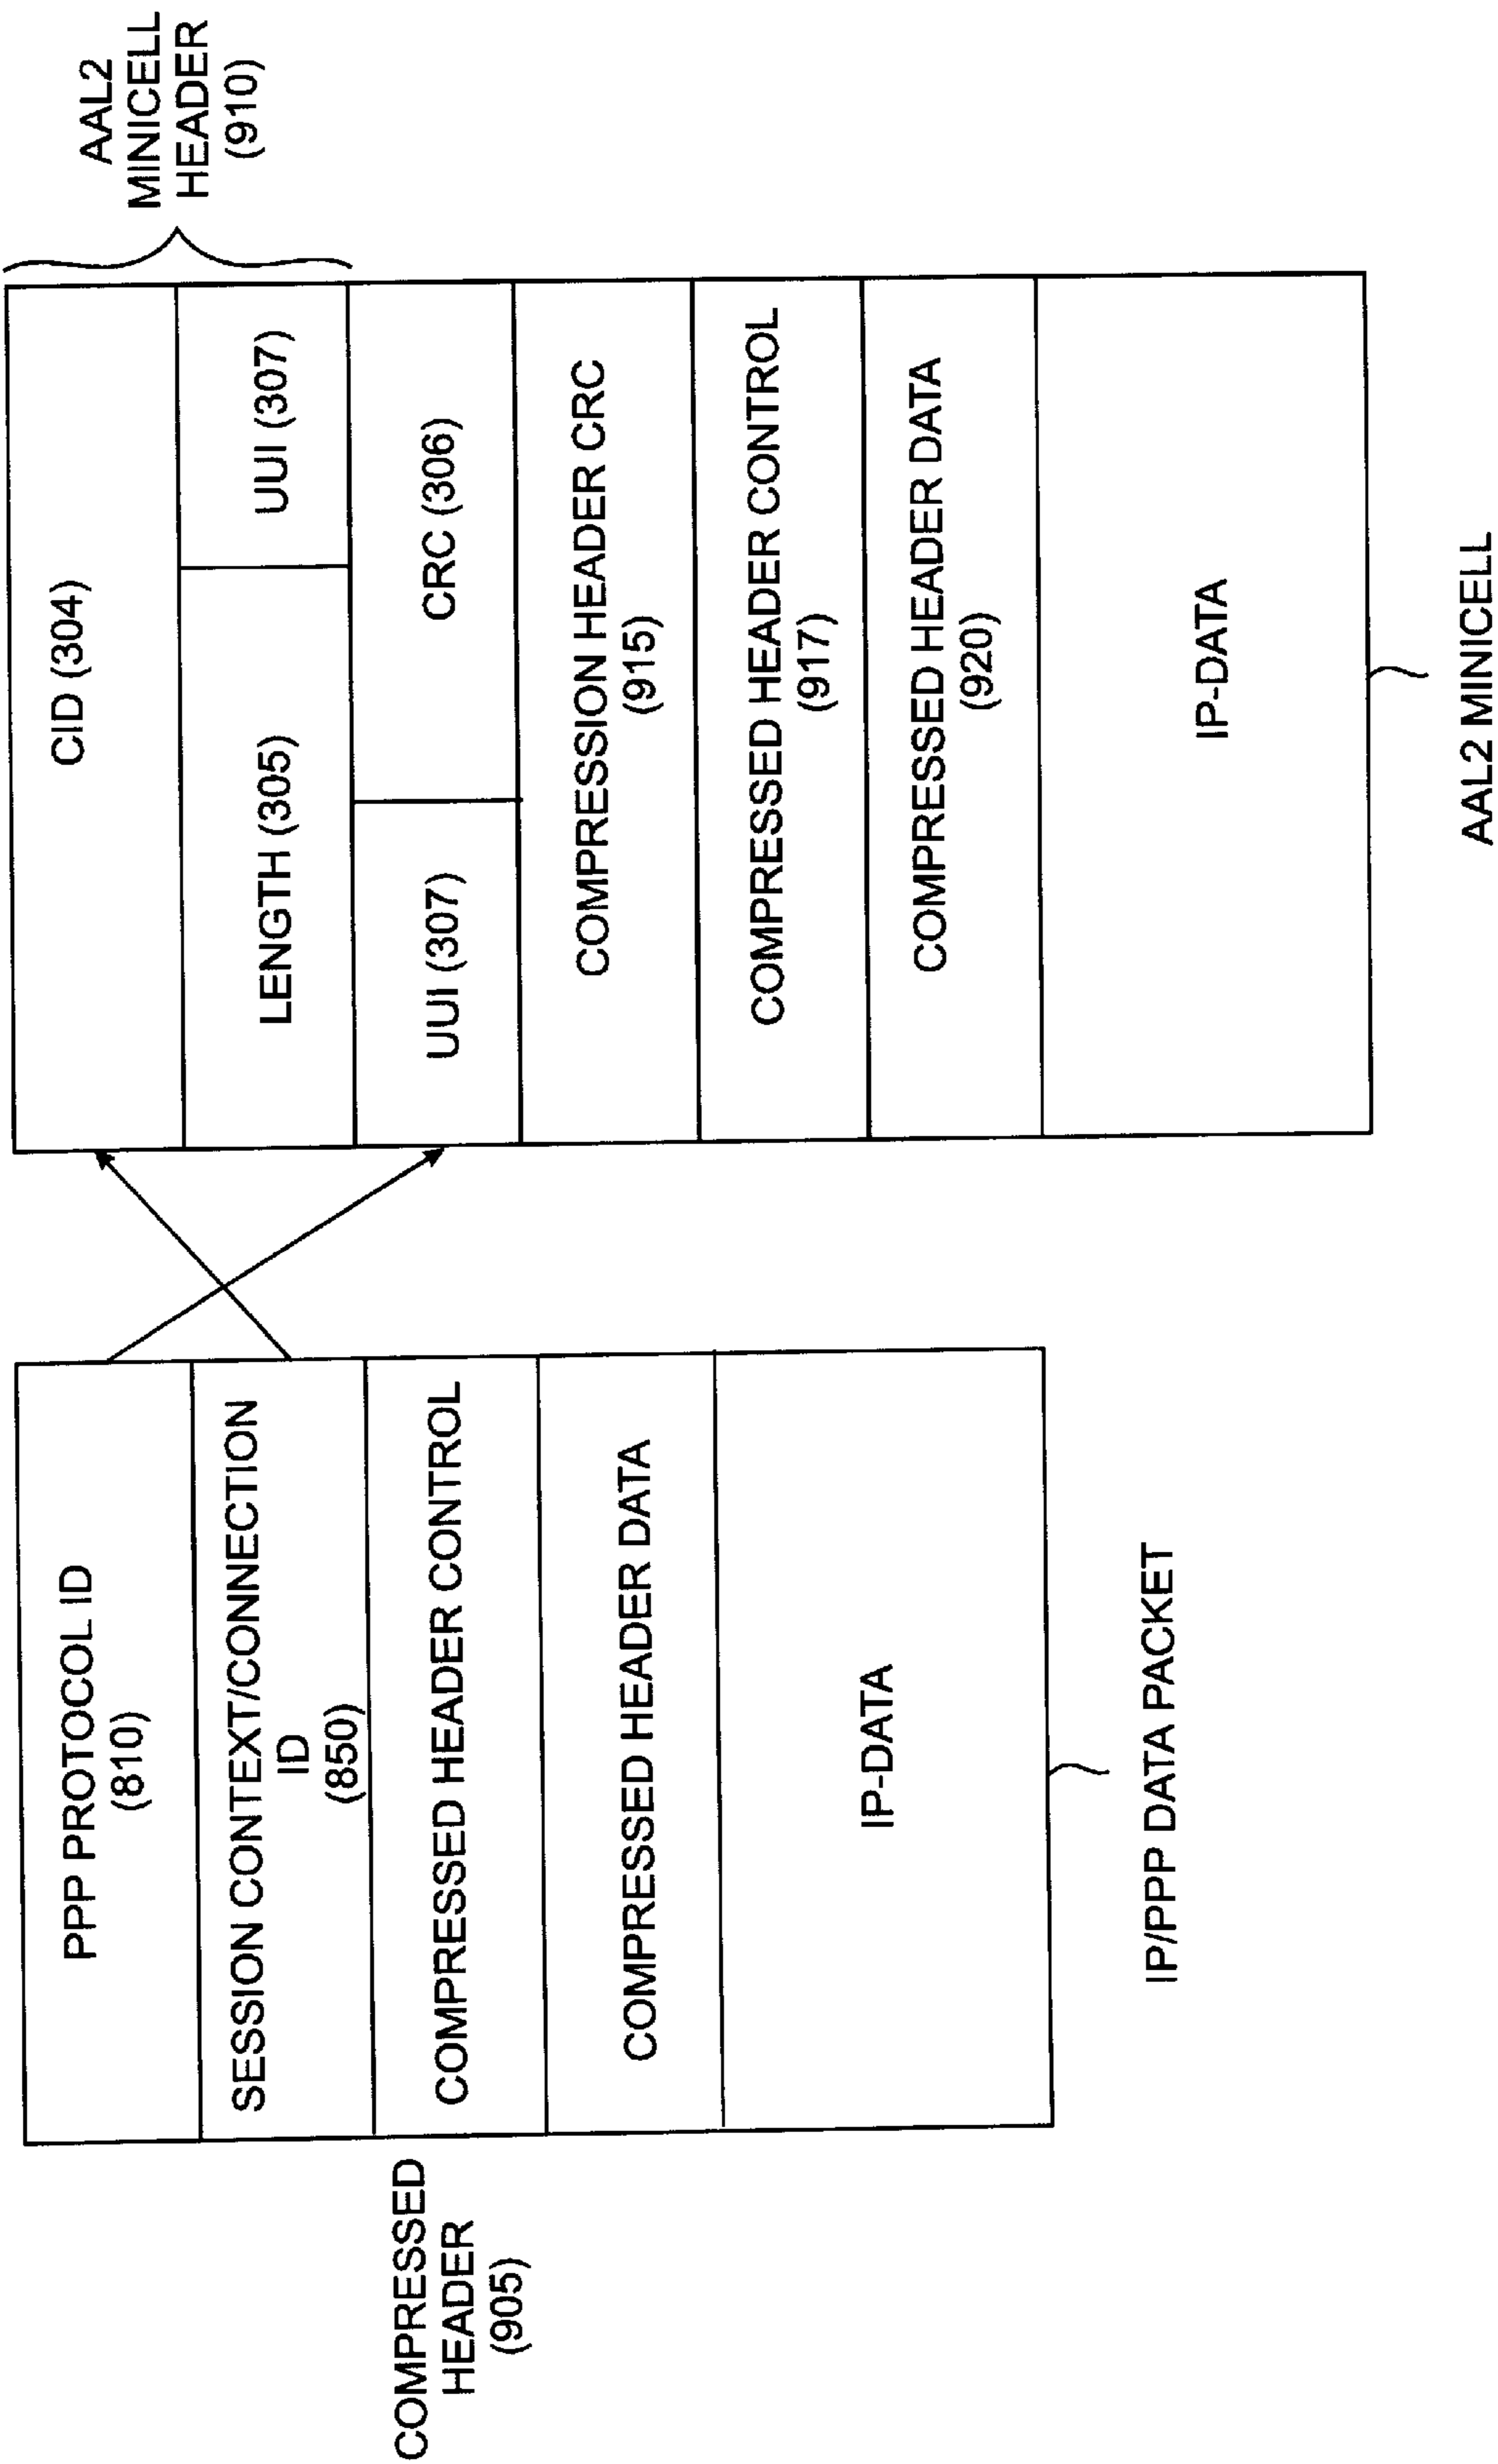 COMPRESSED
HEADER
(905)
PPP PROTOCOL ID
(810)
SESSION CONTEXT/CONNECTION
ID
(850)
COMPRESSED HEADER CONTROL
COMPRESSED HEADER DATA
IP-DATA
IP/PPP DATA PACKET
CID (304)
LENGTH (305)
UUI (307)
UUI (307)
CRC (306)
COMPRESSION HEADER CRC
(915)
COMPRESSED HEADER CONTROL
(917)
COMPRESSED HEADER DATA
(920)
IP-DATA
AAL2 MINICELL
AAL2
MINICELL
HEADER
(910)